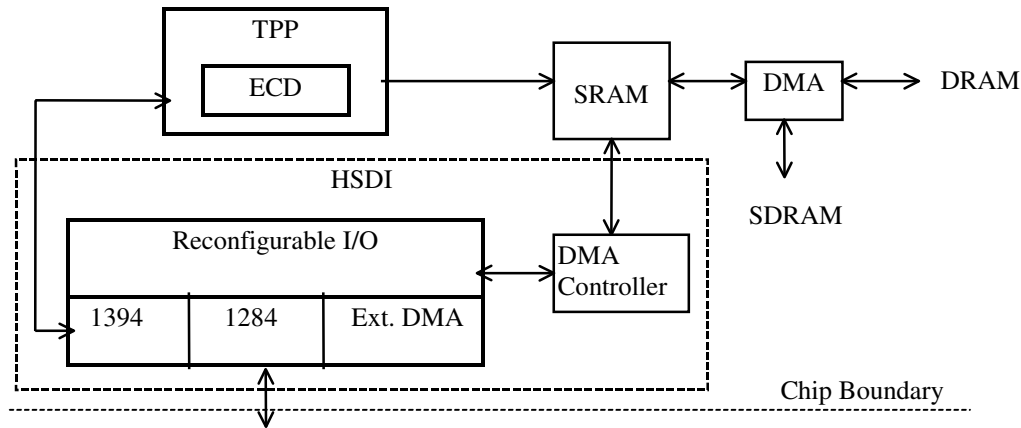 TPP
ECD
SRAM
DMA
DRAM
SDRAM
HSDI
Reconfigurable I/O
DMA
Controller
1394
1284
Ext. DMA
Chip Boundary